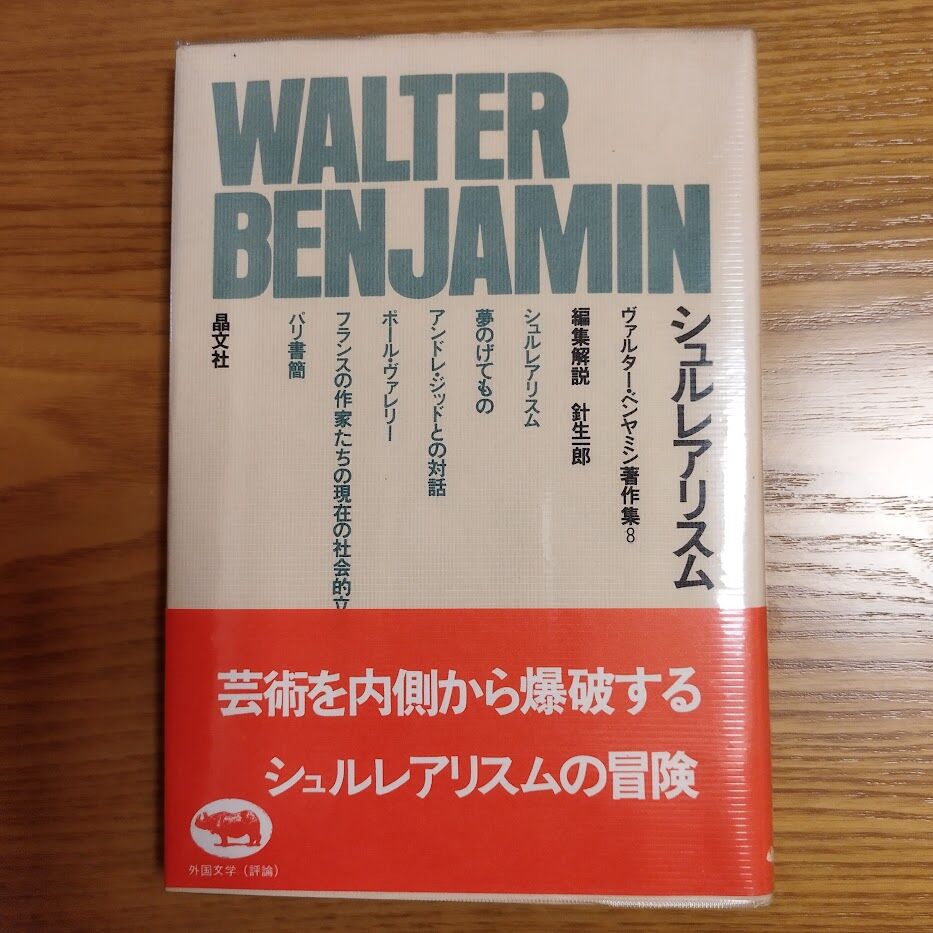 WALTER
BENJAMIN
シュルレアリスム
ヴァルター・ベンヤミン著作集8
編集解説 針生一郎
シュルレアリスム
夢のげてもの
アンドレ・ジッドとの対話
ポール・ヴァレリー
フランスの作家たちの現在の社会的立
パリ書簡
晶文社
芸術を内側から爆破する
シュルレアリスムの冒険
外国文学（評論）